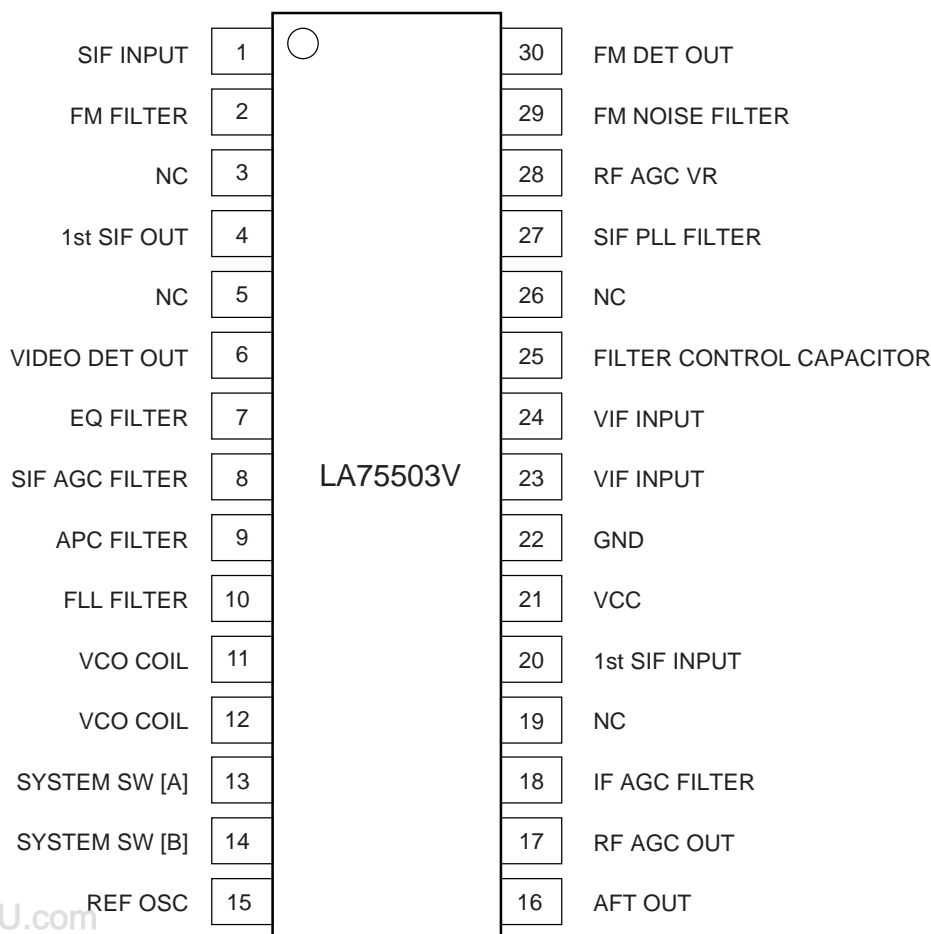 SIF INPUT 1 30 FM DET OUT
FM FILTER 2 29 FM NOISE FILTER
NC 3 28 RF AGC VR
1st SIF OUT 4 27 SIF PLL FILTER
NC 5 26 NC
VIDEO DET OUT 6 25 FILTER CONTROL CAPACITOR
EQ FILTER 7 24 VIF INPUT
SIF AGC FILTER 8 LA75503V 23 VIF INPUT
APC FILTER 9 22 GND
FLL FILTER 10 21 VCC
VCO COIL 11 20 1st SIF INPUT
VCO COIL 12 19 NC
SYSTEM SW [A] 13 18 IF AGC FILTER
SYSTEM SW [B] 14 17 RF AGC OUT
REF OSC 15 16 AFT OUT
U.com